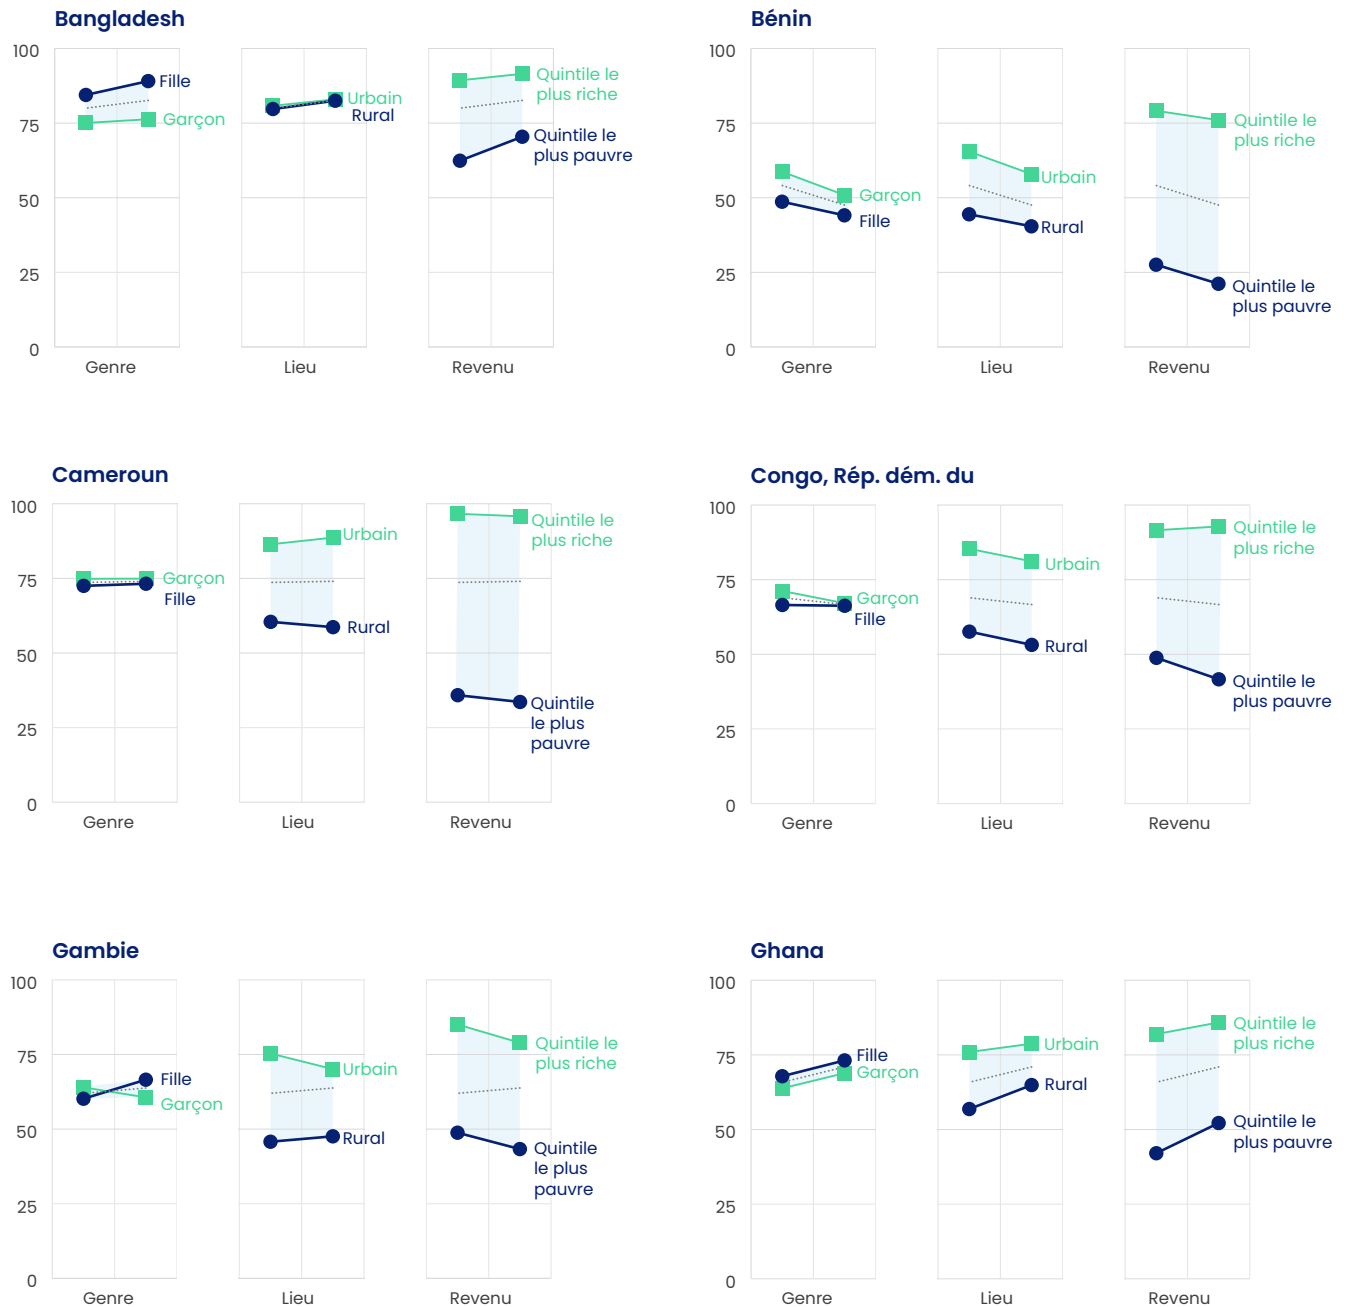 Bangladesh
100
75
50
25
0
Fille
Garçon
Genre
Urbain
Rural
Lieu
Quintile le
plus riche
Quintile le
plus pauvre
Revenu
Bénin
100
75
50
25
0
Garçon
Fille
Genre
Urbain
Rural
Lieu
Quintile le
plus riche
Quintile le
plus pauvre
Revenu
Cameroun
100
75
50
25
0
Garçon
Fille
Genre
Urbain
Rural
Lieu
Quintile le
plus riche
Quintile
le plus
pauvre
Revenu
Congo, Rép. dém. du
100
75
50
25
0
Garçon
Fille
Genre
Urbain
Rural
Lieu
Quintile le
plus riche
Quintile le
plus pauvre
Revenu
Gambie
100
75
50
25
0
Fille
Garçon
Genre
Urbain
Rural
Lieu
Quintile le
plus riche
Quintile
le plus
pauvre
Revenu
Ghana
100
75
50
25
0
Fille
Garçon
Genre
Urbain
Rural
Lieu
Quintile le
plus riche
Quintile le
plus pauvre
Revenu